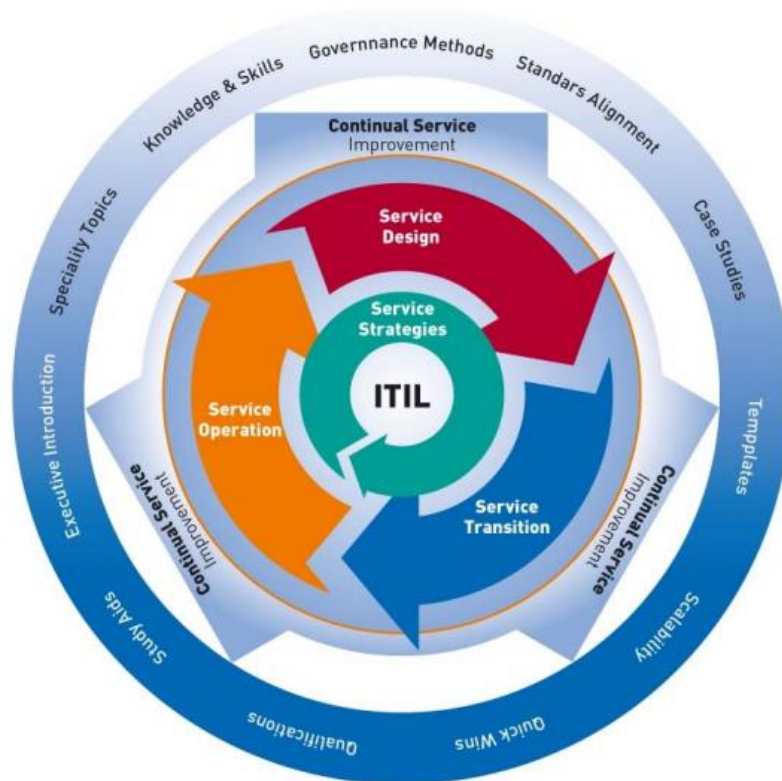 Governnance Methods
Standars Alignment
Case Studies
Tempplates
Scalability
Quick Wins
Qualifications
Study Aids
Executive Introduction
Speciality Topics
Knowledge & Skills
Continual Service
Improvement
Continual Service
Improvement
Continual Service
Improvement
Service
Design
Service
Transition
Service
Operation
Service
Strategies
ITIL